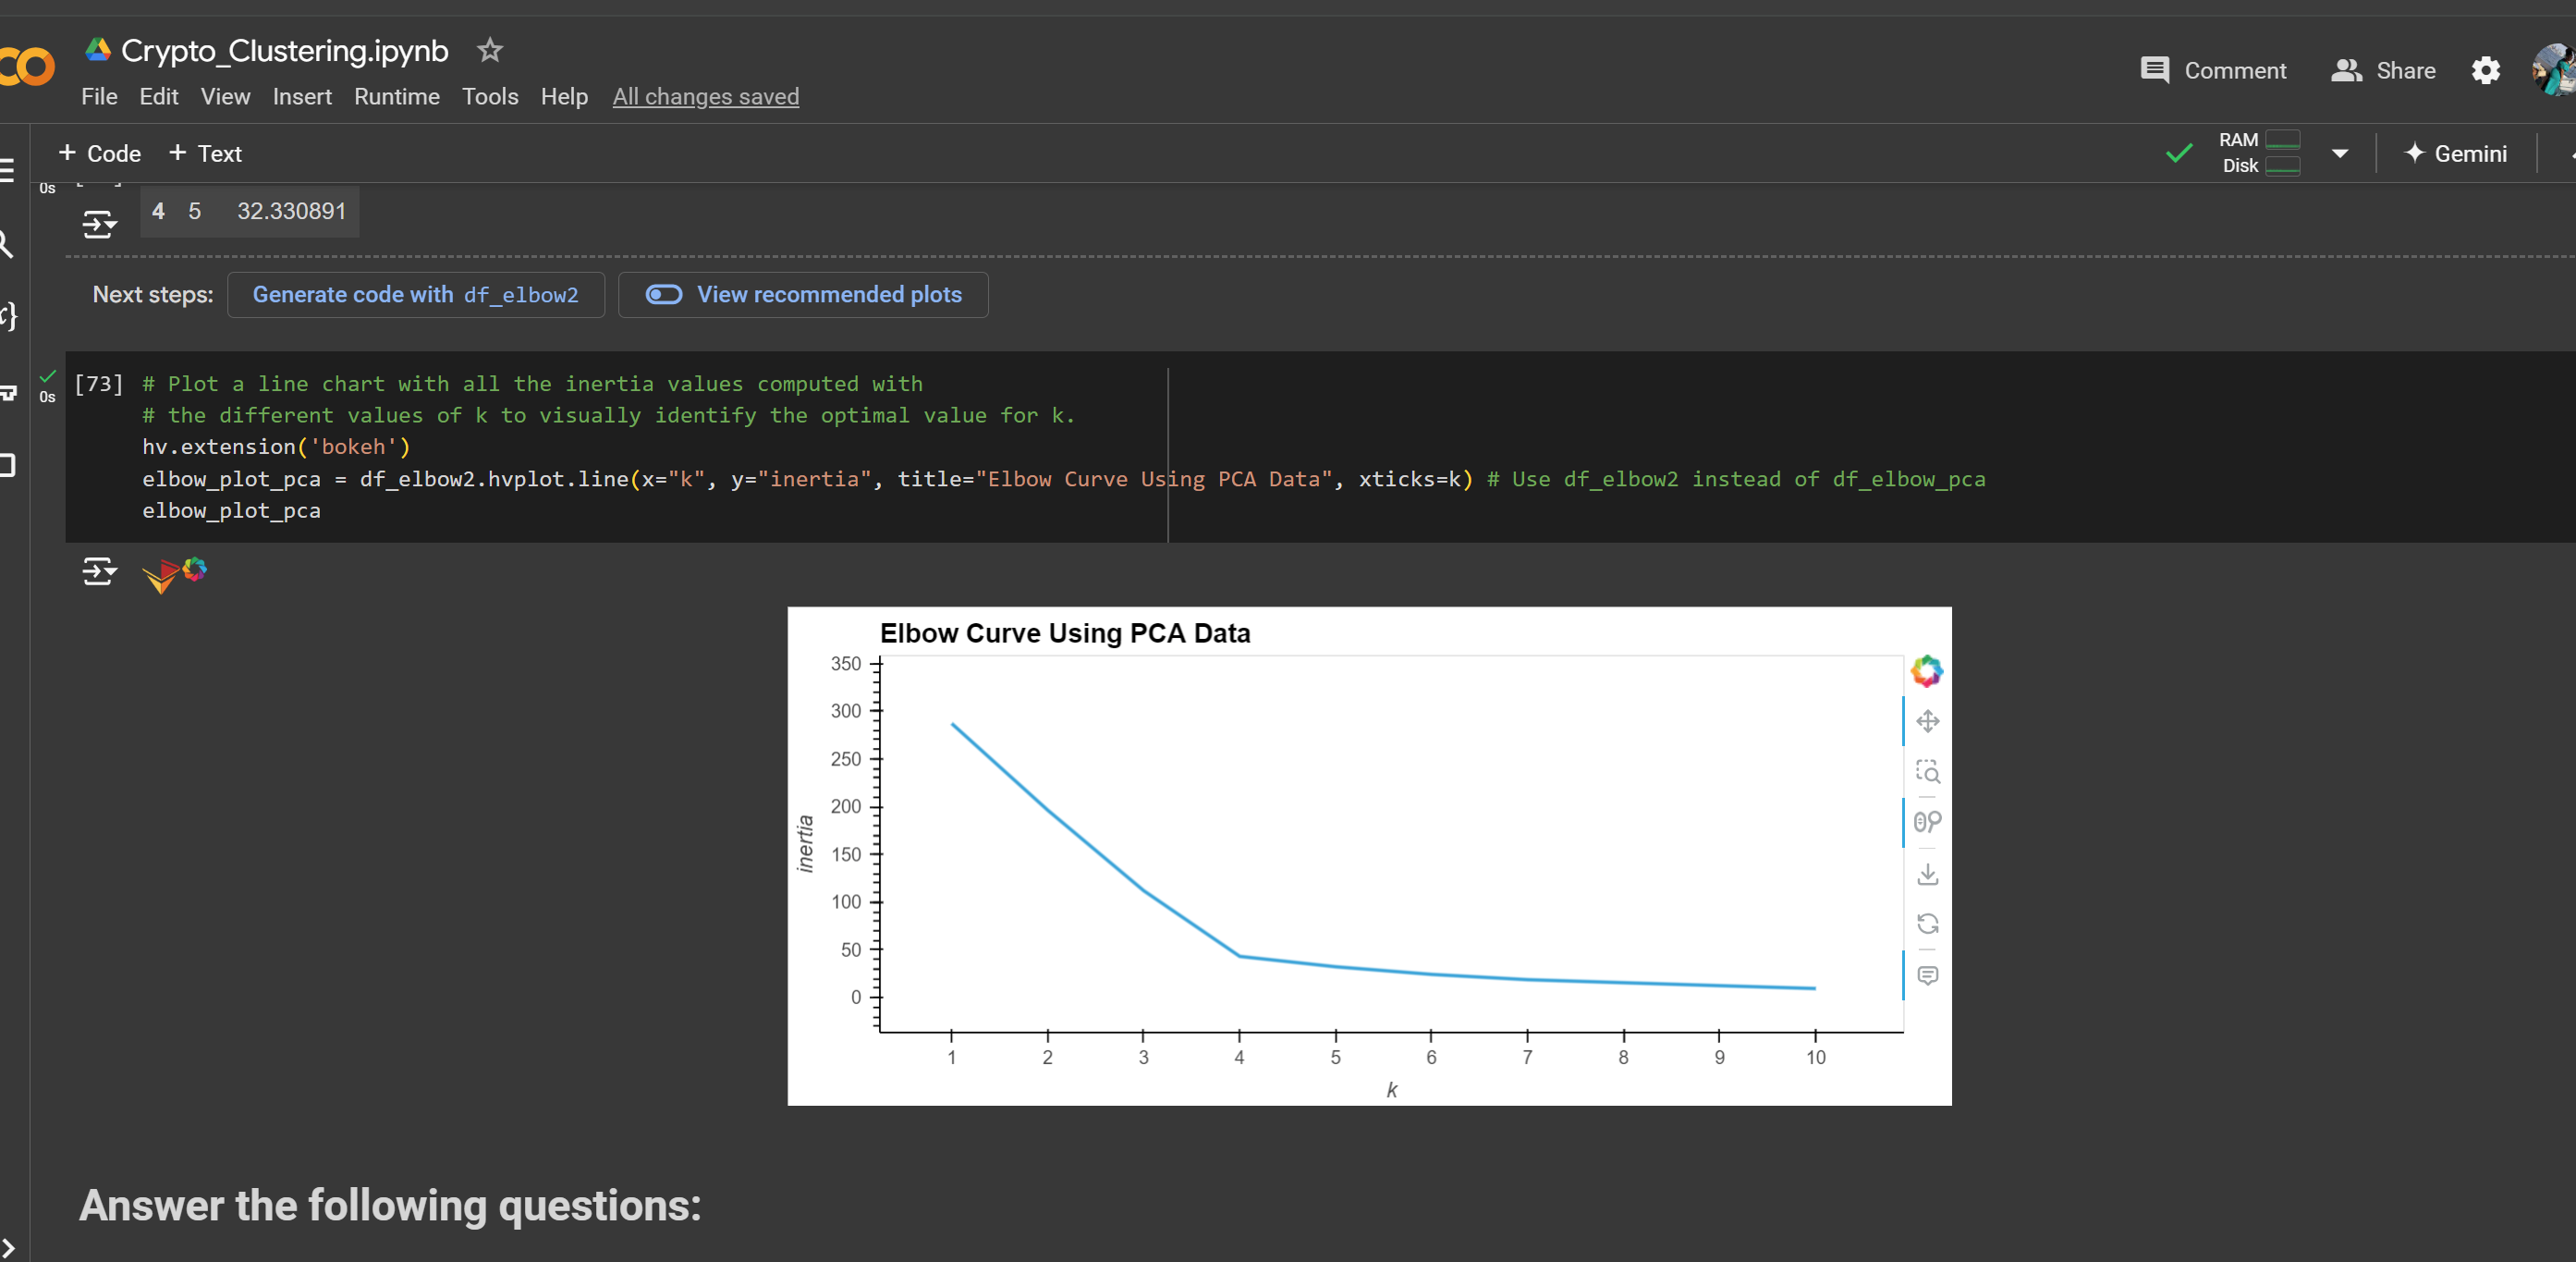 Crypto_Clustering.ipynb
Comment
Share
File Edit View Insert Runtime Tools Help All changes saved
+ Code + Text
RAM
Disk
Gemini
0s
4 5 32.330891
Next steps: Generate code with df_elbow2 View recommended plots
0s
[73] # Plot a line chart with all the inertia values computed with
# the different values of k to visually identify the optimal value for k.
hv.extension('bokeh')
elbow_plot_pca = df_elbow2.hvplot.line(x="k", y="inertia", title="Elbow Curve Using PCA Data", xticks=k) # Use df_elbow2 instead of df_elbow_pca
elbow_plot_pca
Elbow Curve Using PCA Data
350
300
250
200
150
100
50
0
inertia
1 2 3 4 5 6 7 8 9 10
k
Answer the following questions: